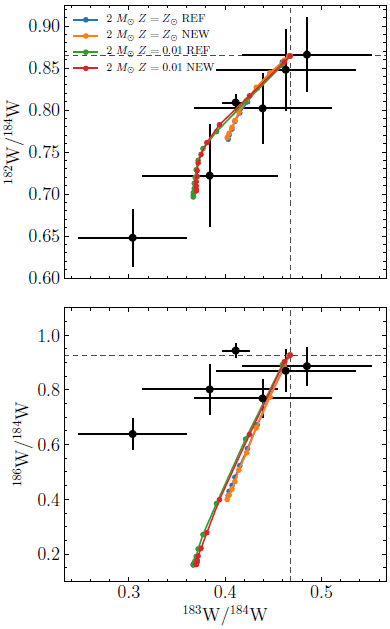 2 M⊙ Z = Z⊙ REF
2 M⊙ Z = Z⊙ NEW
2 M⊙ Z = 0.01 REF
2 M⊙ Z = 0.01 NEW
0.90
0.85
0.80
0.75
0.70
0.65
0.60
¹⁸²W/¹⁸⁴W
1.0
0.8
0.6
0.4
0.2
¹⁸⁶W/¹⁸⁴W
0.3 0.4 0.5
¹⁸³W/¹⁸⁴W